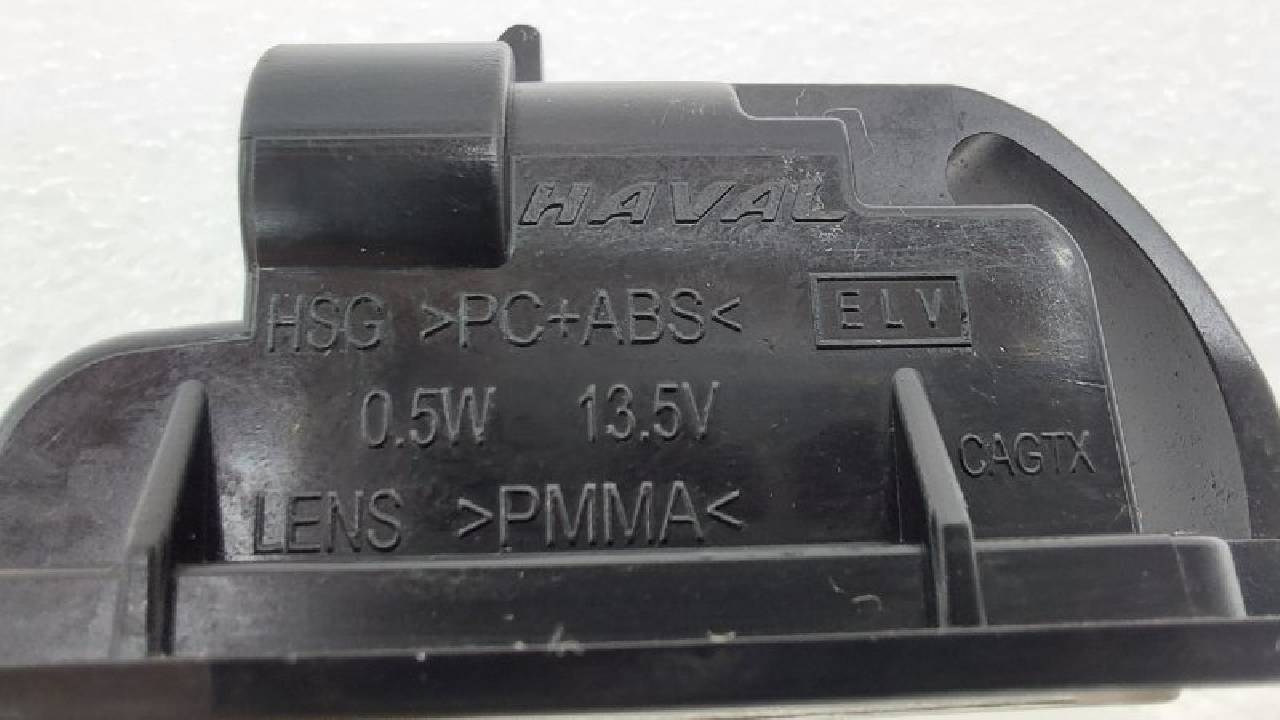 HAVAL
HSG >PC+ABS< ELV
0.5W 13.5V
CAGTX
LENS >PMMA<